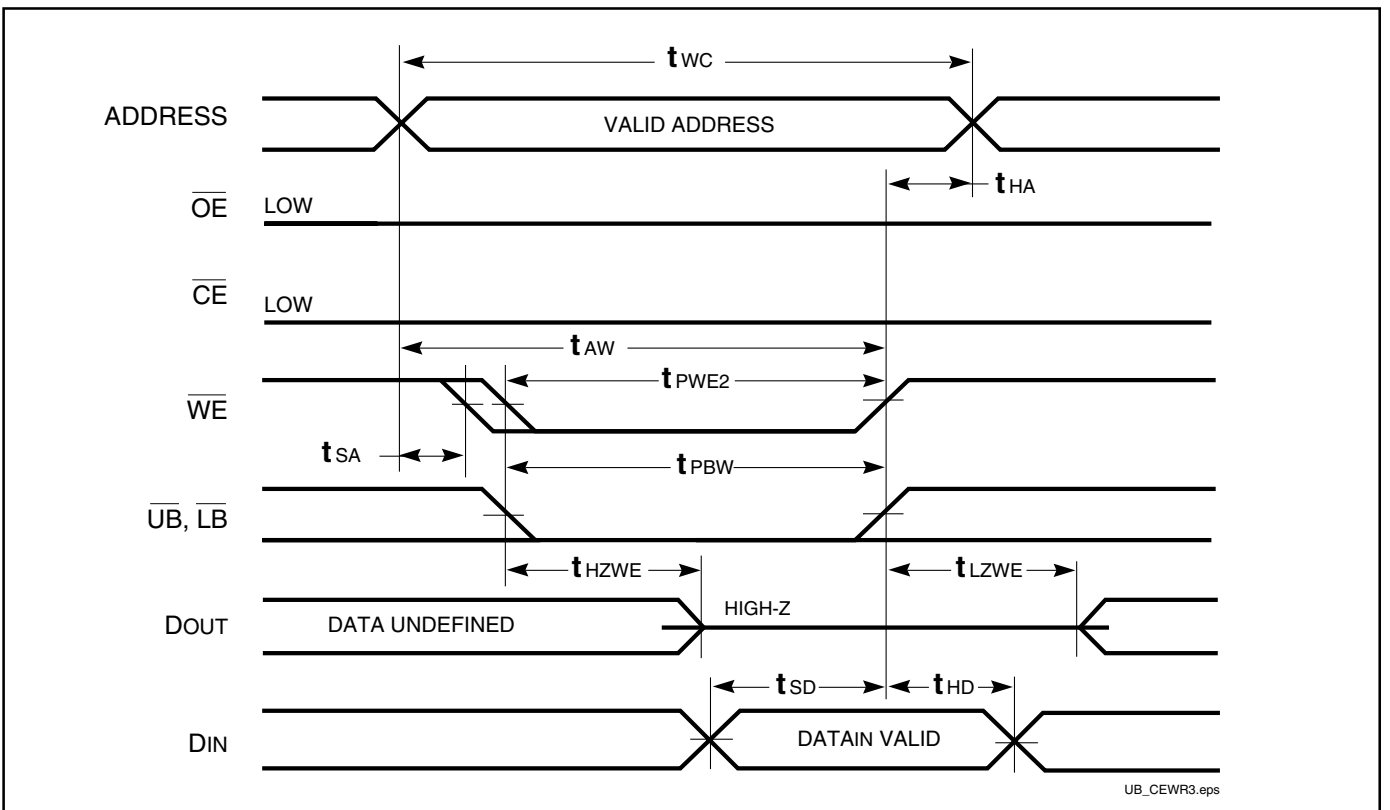 tWC
ADDRESS
VALID ADDRESS
tHA
OE
LOW
CE
LOW
tAW
tPWE2
WE
tSA
tPBW
UB, LB
tHZWE
tLZWE
HIGH-Z
DOUT
DATA UNDEFINED
tSD
tHD
DIN
DATAIN VALID
UB_CEWR3.eps